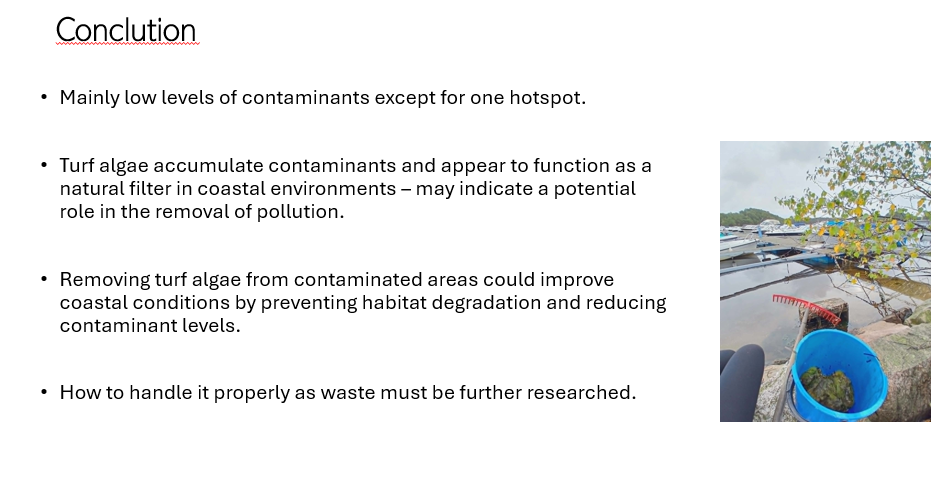 Conclution
• Mainly low levels of contaminants except for one hotspot.
• Turf algae accumulate contaminants and appear to function as a
natural filter in coastal environments – may indicate a potential
role in the removal of pollution.
• Removing turf algae from contaminated areas could improve
coastal conditions by preventing habitat degradation and reducing
contaminant levels.
• How to handle it properly as waste must be further researched.